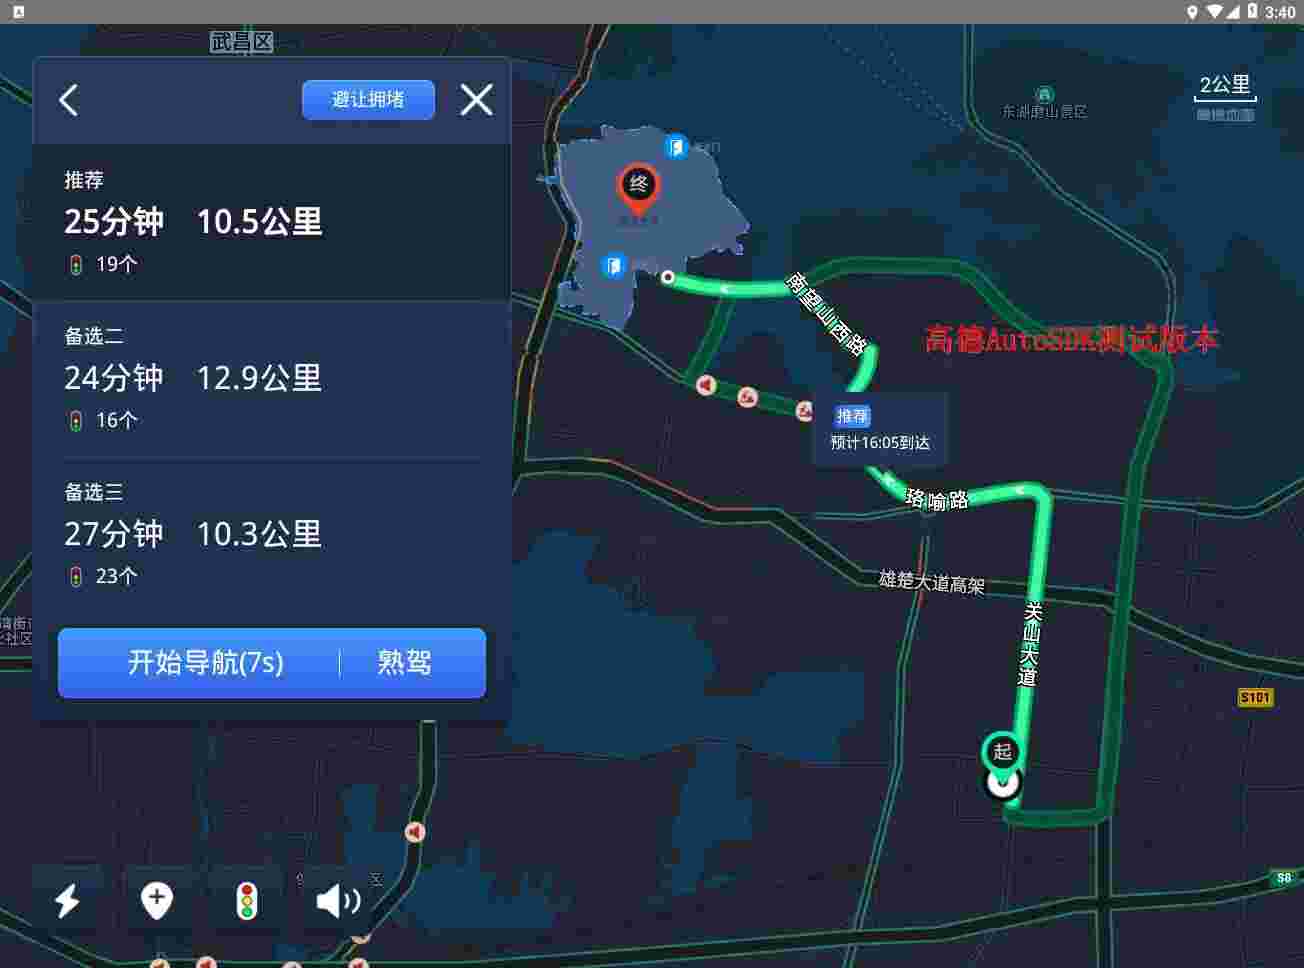 3:40
武昌区
避让拥堵
2公里
东湖磨山景区
推荐
25分钟 10.5公里
19个
终
备选二
24分钟 12.9公里
16个
南望山西路
高德AutoSDK测试版本
推荐
预计16:05到达
备选三
27分钟 10.3公里
23个
珞喻路
雄楚大道高架
关山大道
开始导航(7s) 熟驾
S101
起
S8
区